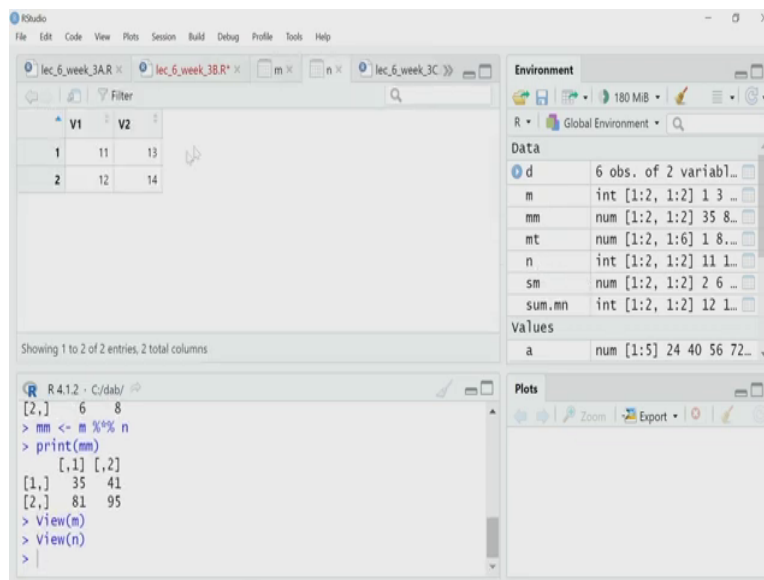 RStudio
File Edit Code View Plots Session Build Debug Profile Tools Help
lec_6_week_3A.R × lec_6_week_3B.R* × m × n × lec_6_week_3C
Filter
V1 V2
1 11 13
2 12 14
Showing 1 to 2 of 2 entries, 2 total columns
R 4.1.2 · C:/dab/
[2,] 6 8
> mm <- m %*% n
> print(mm)
[,1] [,2]
[1,] 35 41
[2,] 81 95
> View(m)
> View(n)
>
Environment
180 MiB
R Global Environment
Data
d 6 obs. of 2 variabl…
m int [1:2, 1:2] 1 3 …
mm num [1:2, 1:2] 35 8…
mt num [1:2, 1:6] 1 8.…
n int [1:2, 1:2] 11 1…
sm num [1:2, 1:2] 2 6 …
sum.mn int [1:2, 1:2] 12 1…
Values
a num [1:5] 24 40 56 72…
Plots
Zoom Export